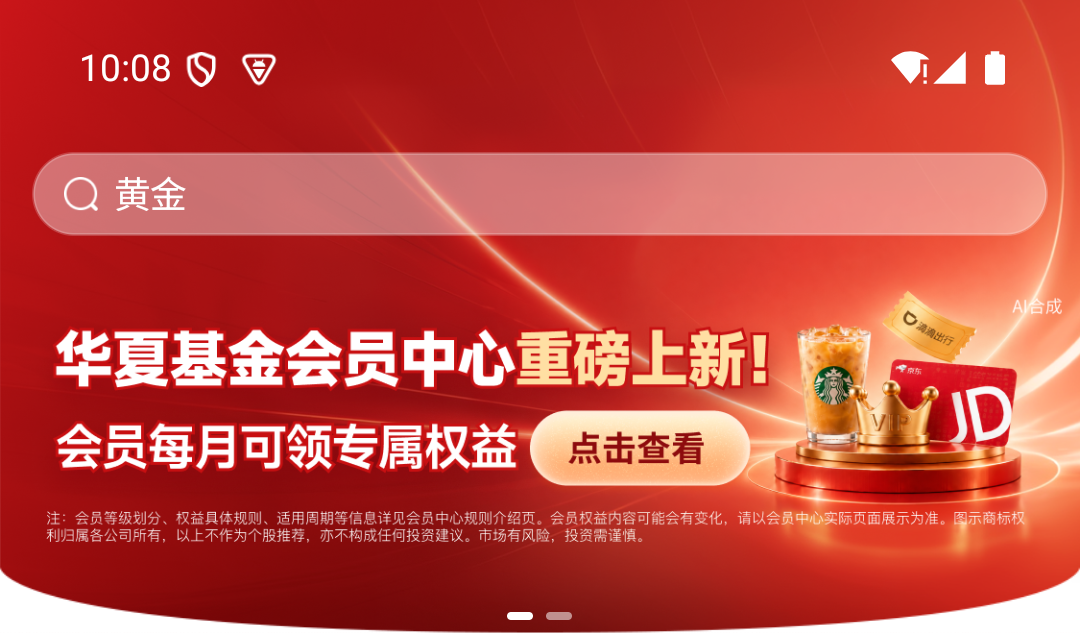 10:08
黄金
AI合成
滴滴出行
华夏基金会员中心重磅上新!
京东
JD
VIP
会员每月可领专属权益
点击查看
注：会员等级划分、权益具体规则、适用周期等信息详见会员中心规则介绍页。会员权益内容可能会有变化，请以会员中心实际页面展示为准。图示商标权
利归属各公司所有，以上不作为个股推荐，亦不构成任何投资建议。市场有风险，投资需谨慎。